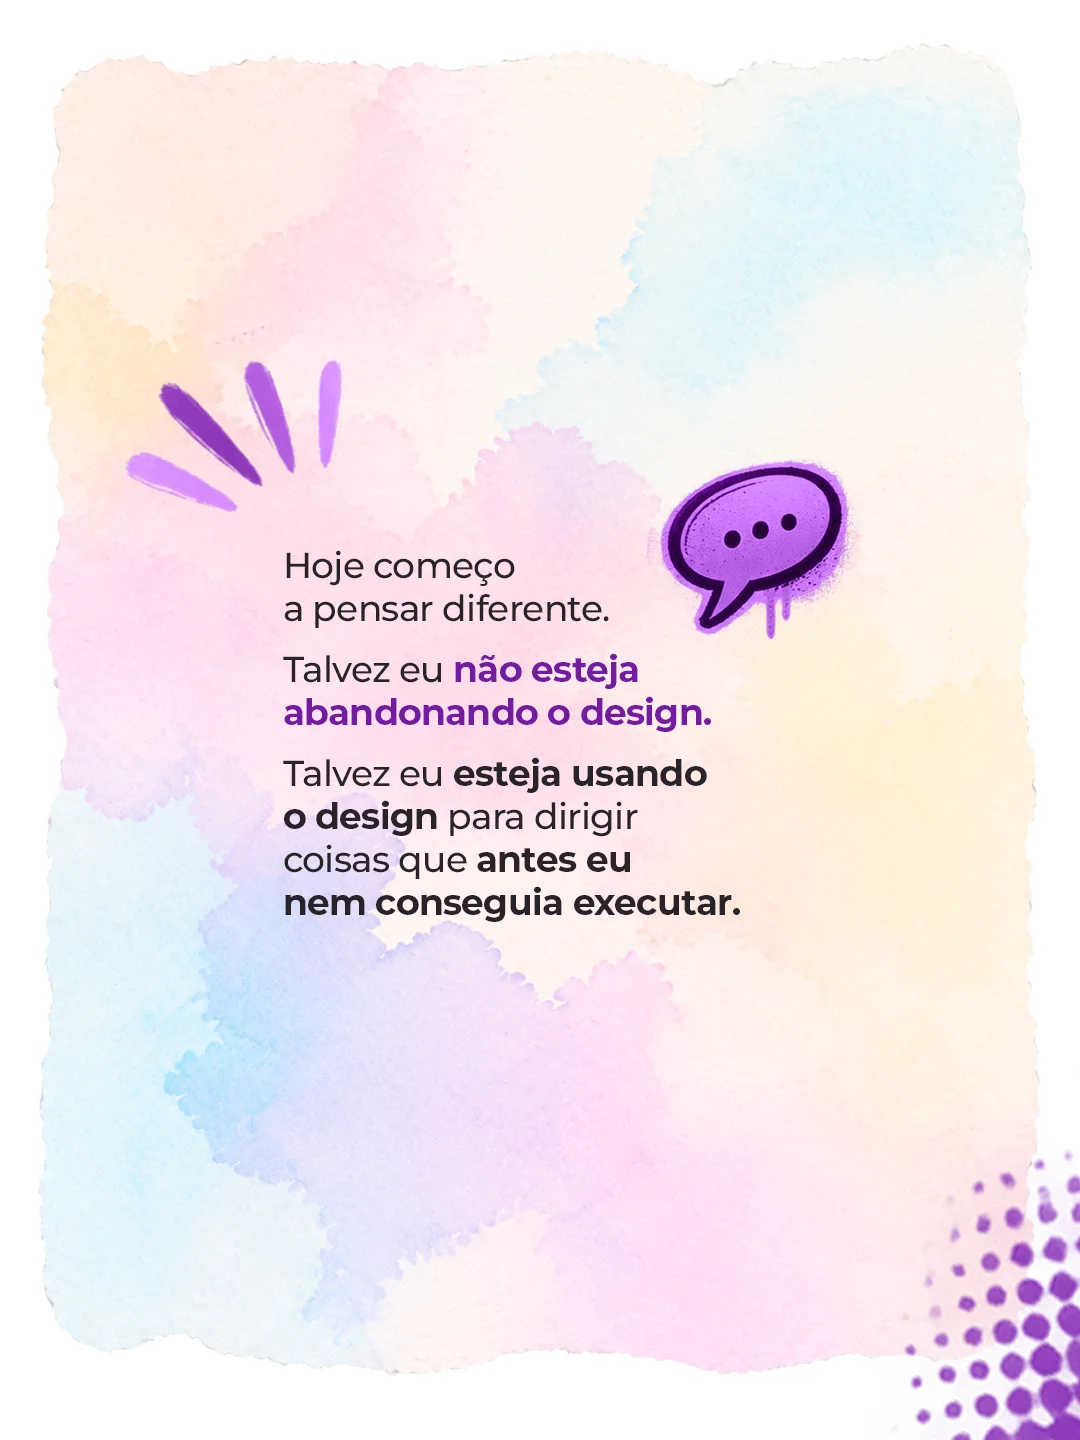 Hoje começo
a pensar diferente.
Talvez eu não esteja
abandonando o design.
Talvez eu esteja usando
o design para dirigir
coisas que antes eu
nem conseguia executar.